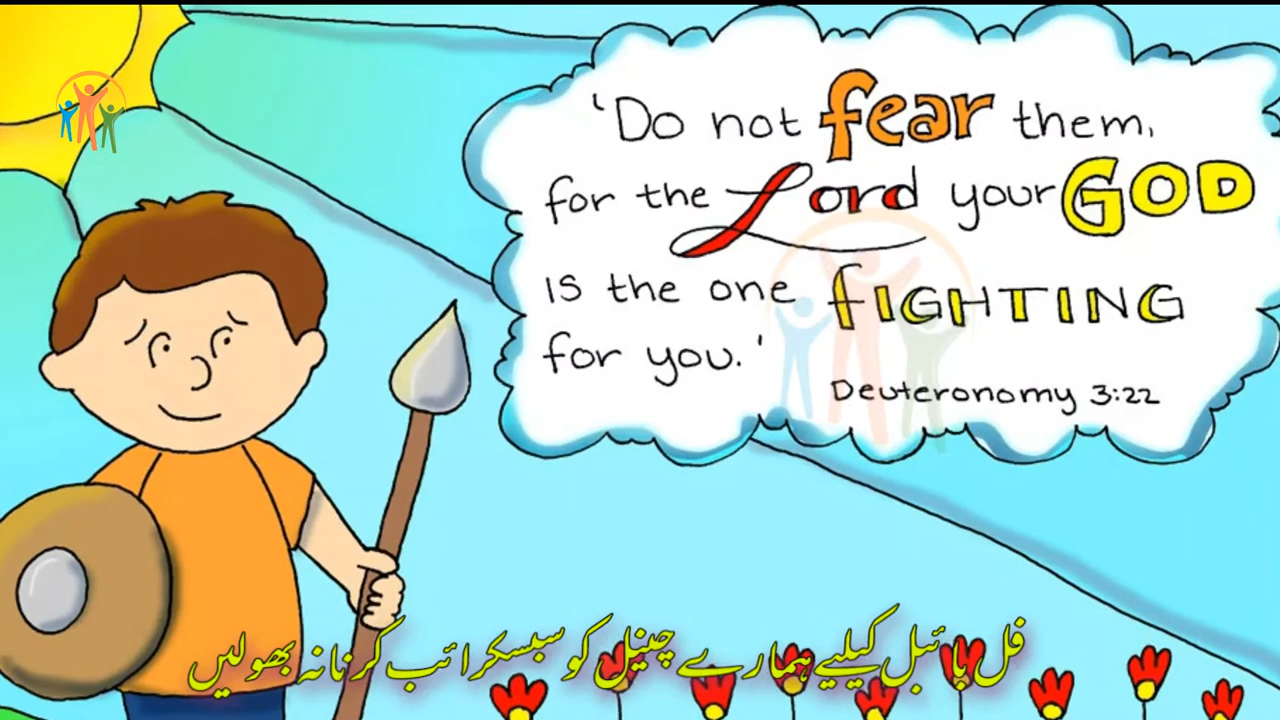 'Do not fear them,
for the Lord your GOD
is the one FIGHTING
for you.'
Deuteronomy 3:22
فل بائبل کیلیے ہمارے چینل کو سبسکرائب کرنا نہ بھولیں